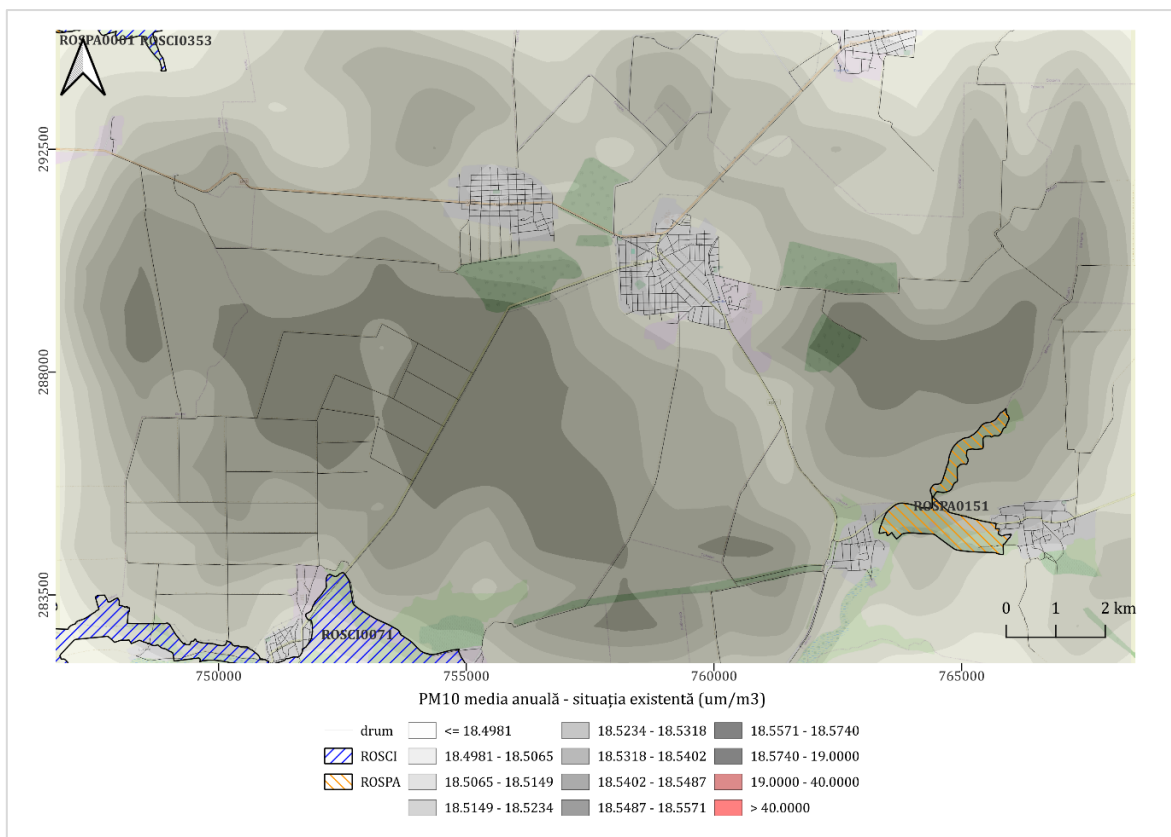 ROSPA0001 ROSCI0353
292500
288000
283500
ROSPA0151
ROSCI0071
0 1 2 km
750000 755000 760000 765000
PM10 media anuală - situația existentă (um/m3)
drum <= 18.4981 18.5234 - 18.5318 18.5571 - 18.5740
ROSCI 18.4981 - 18.5065 18.5318 - 18.5402 18.5740 - 19.0000
ROSPA 18.5065 - 18.5149 18.5402 - 18.5487 19.0000 - 40.0000
18.5149 - 18.5234 18.5487 - 18.5571 > 40.0000